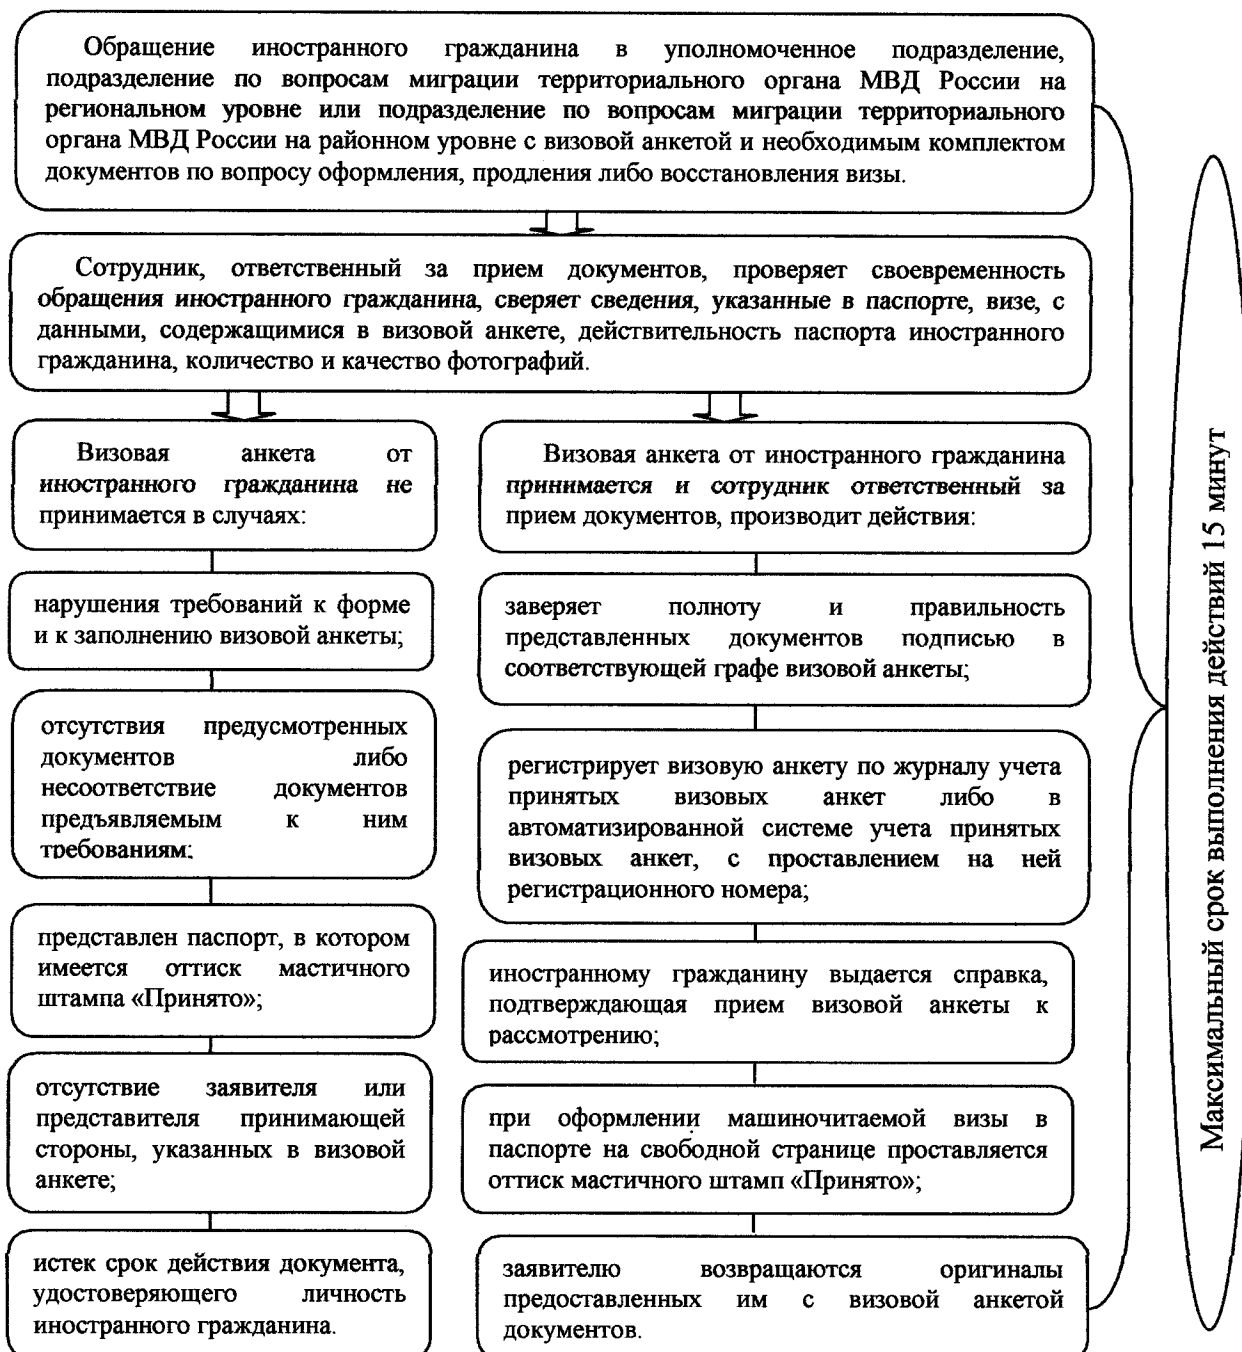 Обращение иностранного гражданина в уполномоченное подразделение,
подразделение по вопросам миграции территориального органа МВД России на
региональном уровне или подразделение по вопросам миграции территориального
органа МВД России на районном уровне с визовой анкетой и необходимым комплектом
документов по вопросу оформления, продления либо восстановления визы.
Сотрудник, ответственный за прием документов, проверяет своевременность
обращения иностранного гражданина, сверяет сведения, указанные в паспорте, визе, с
данными, содержащимися в визовой анкете, действительность паспорта иностранного
гражданина, количество и качество фотографий.
Визовая анкета от
иностранного гражданина не
принимается в случаях:
нарушения требований к форме
и к заполнению визовой анкеты;
отсутствия предусмотренных
документов либо
несоответствие документов
предъявляемым к ним
требованиям;
представлен паспорт, в котором
имеется оттиск мастичного
штампа «Принято»;
отсутствие заявителя или
представителя принимающей
стороны, указанных в визовой
анкете;
истек срок действия документа,
удостоверяющего личность
иностранного гражданина.
Визовая анкета от иностранного гражданина
принимается и сотрудник ответственный за
прием документов, производит действия:
заверяет полноту и правильность
представленных документов подписью в
соответствующей графе визовой анкеты;
регистрирует визовую анкету по журналу учета
принятых визовых анкет либо в
автоматизированной системе учета принятых
визовых анкет, с проставлением на ней
регистрационного номера;
иностранному гражданину выдается справка,
подтверждающая прием визовой анкеты к
рассмотрению;
при оформлении машиночитаемой визы в
паспорте на свободной странице проставляется
оттиск мастичного штамп «Принято»;
заявителю возвращаются оригиналы
предоставленных им с визовой анкетой
документов.
Максимальный срок выполнения действий 15 минут